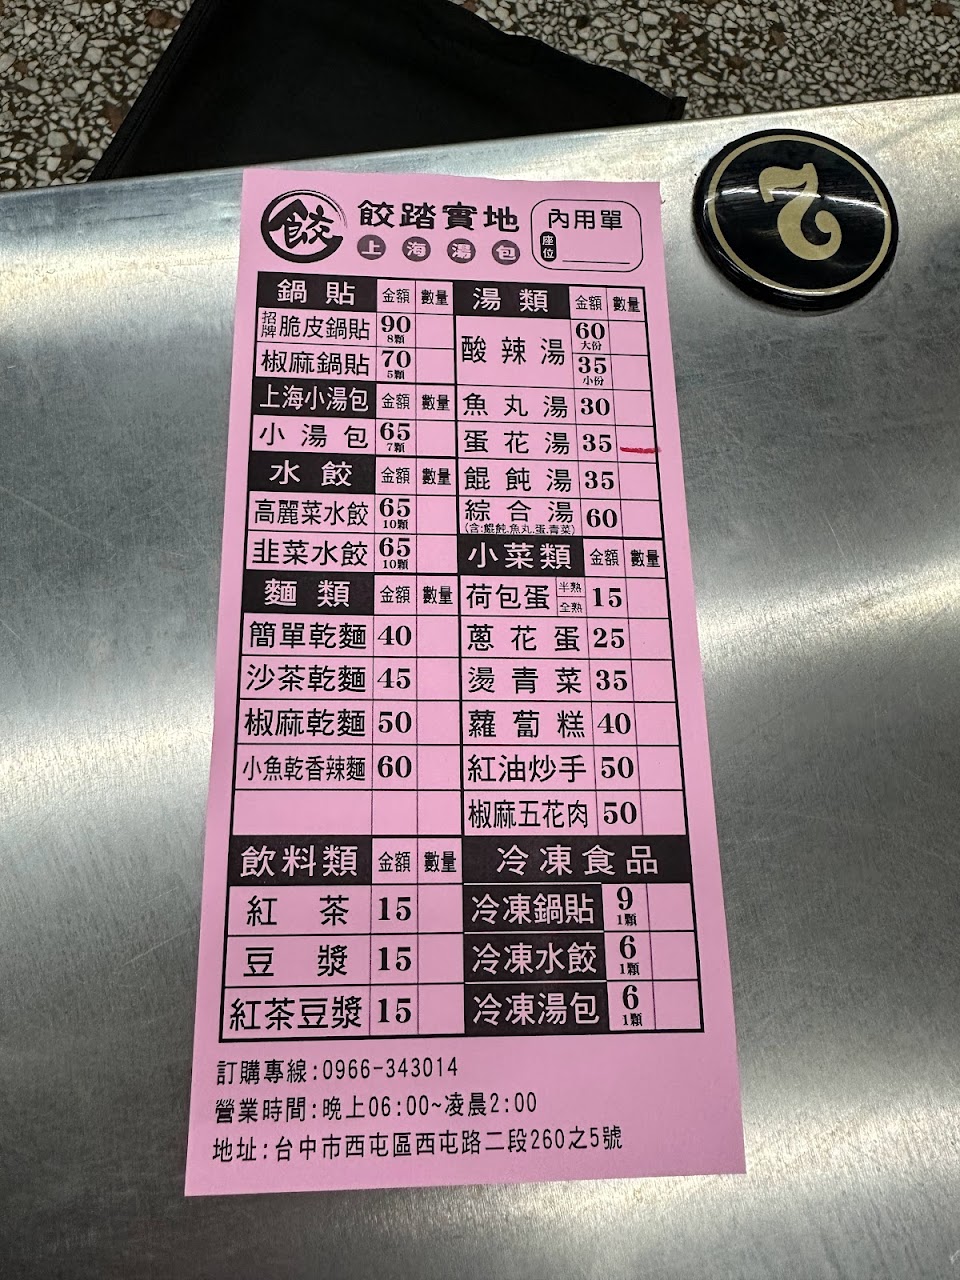 餃
餃踏實地
上海湯包
內用單
座位
鍋貼 金額 數量
招牌 脆皮鍋貼 90 8顆
椒麻鍋貼 70 5顆
上海小湯包 金額 數量
小湯包 65 7顆
水餃 金額 數量
高麗菜水餃 65 10顆
韭菜水餃 65 10顆
麵類 金額 數量
簡單乾麵 40
沙茶乾麵 45
椒麻乾麵 50
小魚乾香辣麵 60
飲料類 金額 數量
紅茶 15
豆漿 15
紅茶豆漿 15
湯類 金額 數量
酸辣湯 60 大份
35 小份
魚丸湯 30
蛋花湯 35
餛飩湯 35
綜合湯 60
(含:餛飩.魚丸.蛋.青菜)
小菜類 金額 數量
荷包蛋 半熟 全熟 15
蔥花蛋 25
燙青菜 35
蘿蔔糕 40
紅油炒手 50
椒麻五花肉 50
冷凍食品
冷凍鍋貼 9 1顆
冷凍水餃 6 1顆
冷凍湯包 6 1顆
訂購專線:0966-343014
營業時間:晚上06:00~凌晨2:00
地址:台中市西屯區西屯路二段260之5號
7